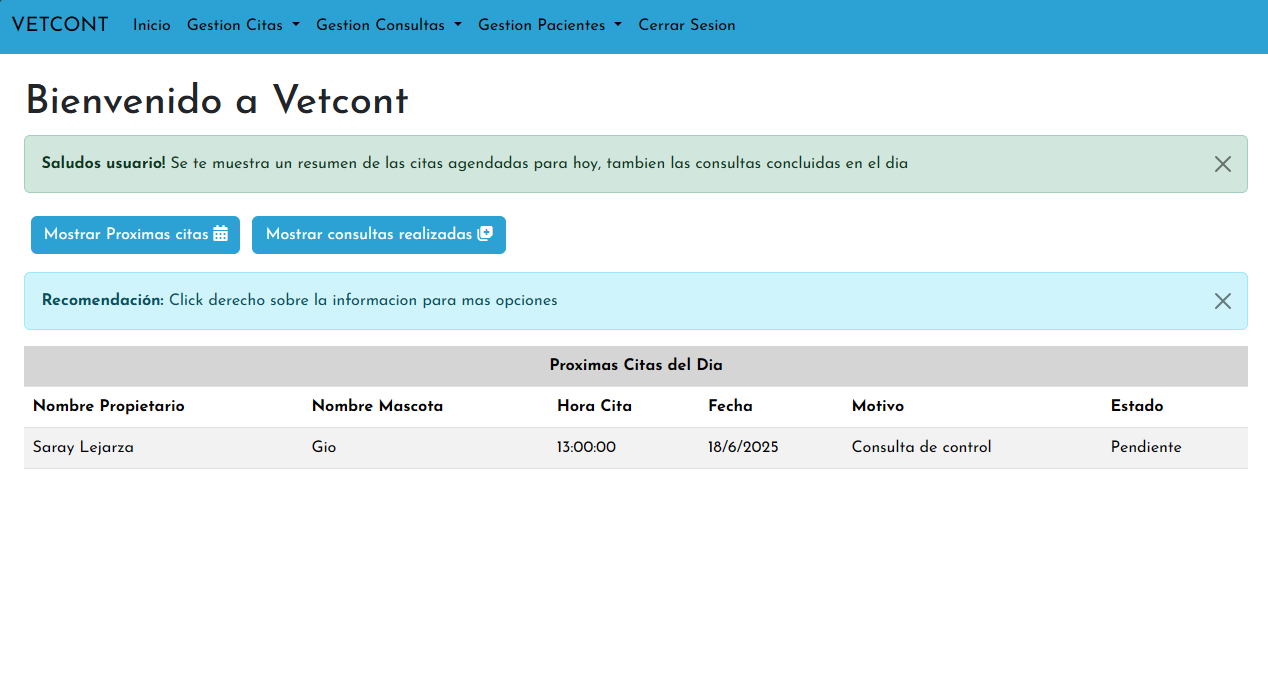 VETCONT Inicio Gestion Citas Gestion Consultas Gestion Pacientes Cerrar Sesion
Bienvenido a Vetcont
Saludos usuario! Se te muestra un resumen de las citas agendadas para hoy, tambien las consultas concluidas en el dia
Mostrar Proximas citas Mostrar consultas realizadas
Recomendación: Click derecho sobre la informacion para mas opciones
Proximas Citas del Dia
Nombre Propietario Nombre Mascota Hora Cita Fecha Motivo Estado
Saray Lejarza Gio 13:00:00 18/6/2025 Consulta de control Pendiente